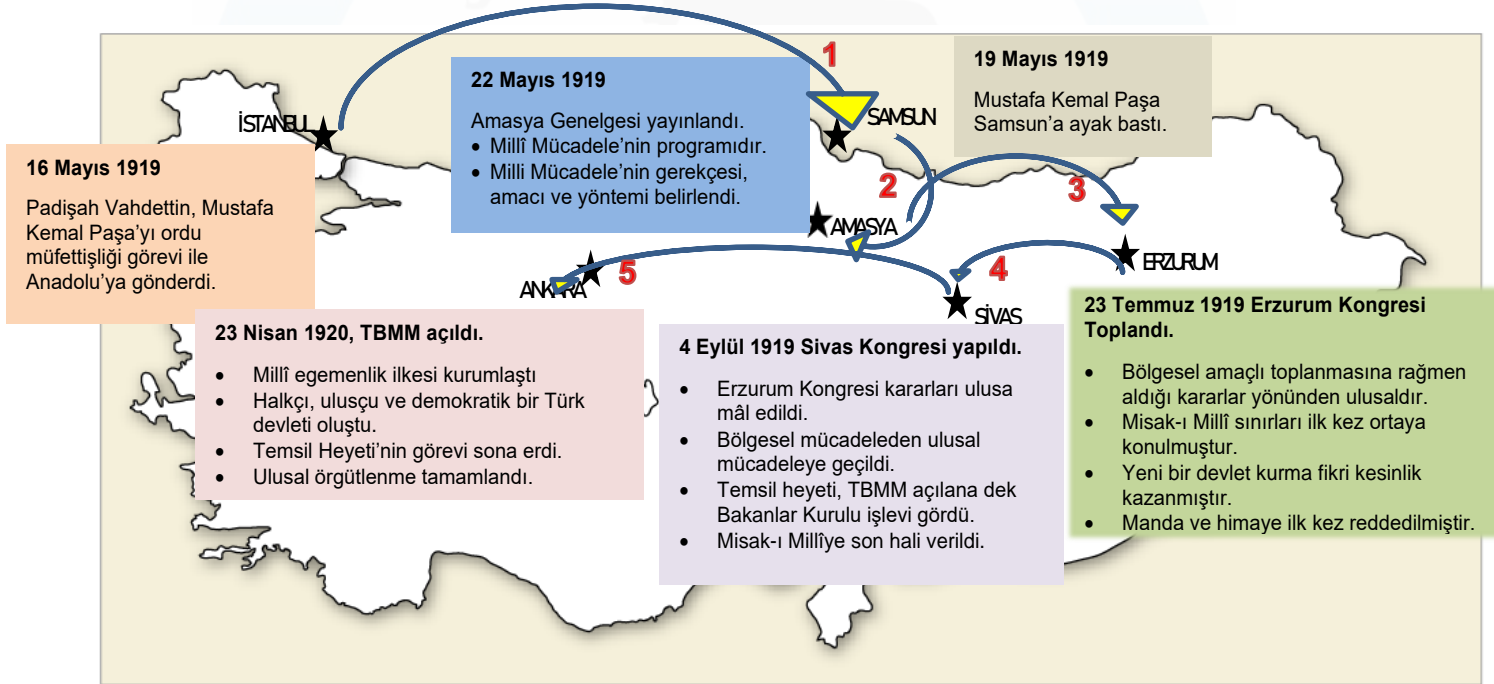 1
19 Mayıs 1919
Mustafa Kemal Paşa
Samsun’a ayak bastı.
22 Mayıs 1919
Amasya Genelgesi yayınlandı.
• Millî Mücadele’nin programıdır.
• Milli Mücadele’nin gerekçesi,
amacı ve yöntemi belirlendi.
İSTANBUL
SAMSUN
16 Mayıs 1919
Padişah Vahdettin, Mustafa
Kemal Paşa’yı ordu
müfettişliği görevi ile
Anadolu’ya gönderdi.
2
3
AMASYA
ERZURUM
4
5
ANKARA
SİVAS
23 Nisan 1920, TBMM açıldı.
• Millî egemenlik ilkesi kurumlaştı
• Halkçı, ulusçu ve demokratik bir Türk
devleti oluştu.
• Temsil Heyeti’nin görevi sona erdi.
• Ulusal örgütlenme tamamlandı.
4 Eylül 1919 Sivas Kongresi yapıldı.
• Erzurum Kongresi kararları ulusa
mâl edildi.
• Bölgesel mücadeleden ulusal
mücadeleye geçildi.
• Temsil heyeti, TBMM açılana dek
Bakanlar Kurulu işlevi gördü.
• Misak-ı Millîye son hali verildi.
23 Temmuz 1919 Erzurum Kongresi
Toplandı.
• Bölgesel amaçlı toplanmasına rağmen
aldığı kararlar yönünden ulusaldır.
• Misak-ı Millî sınırları ilk kez ortaya
konulmuştur.
• Yeni bir devlet kurma fikri kesinlik
kazanmıştır.
• Manda ve himaye ilk kez reddedilmiştir.